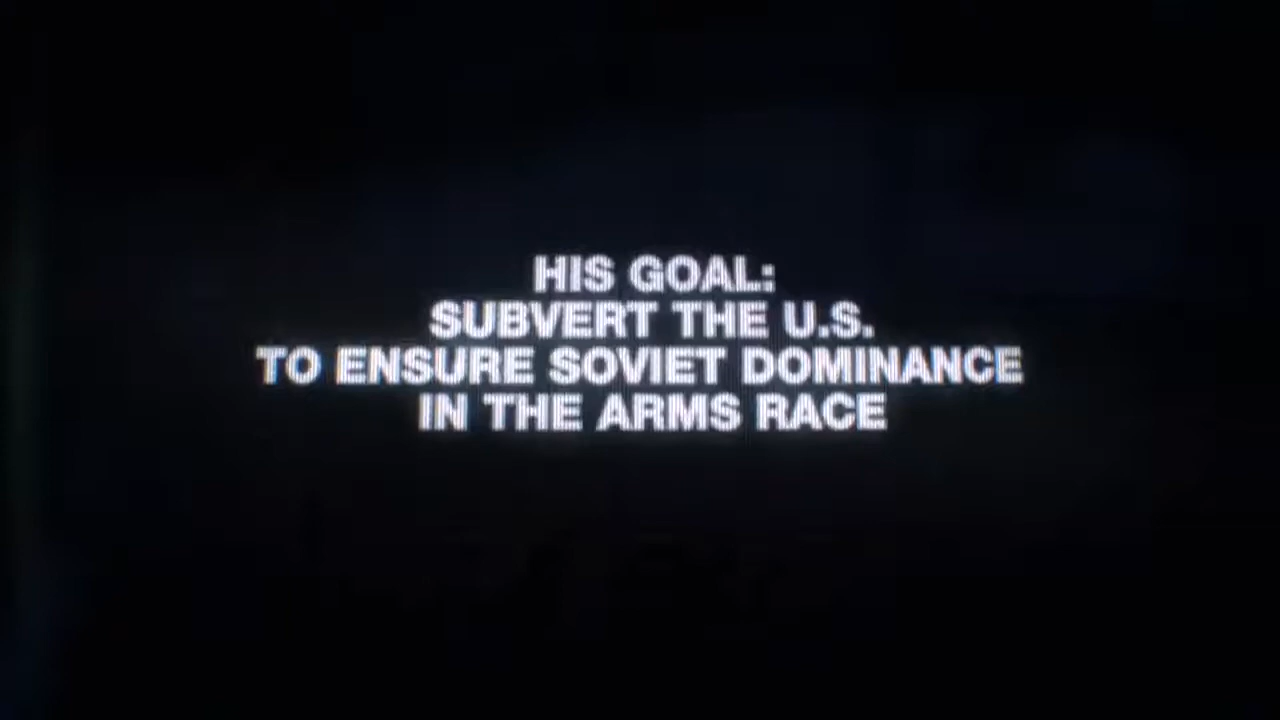 HIS GOAL:
SUBVERT THE U.S.
TO ENSURE SOVIET DOMINANCE
IN THE ARMS RACE